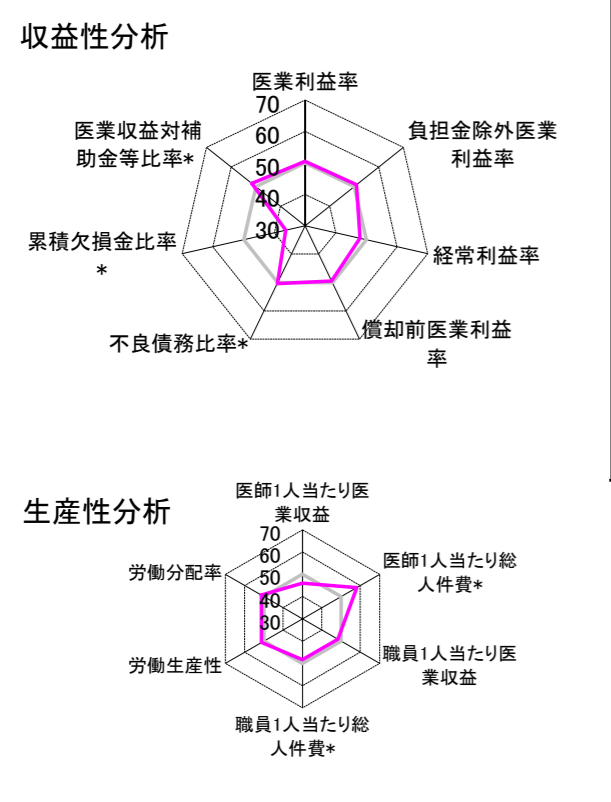 収益性分析
医業利益率
負担金除外医業
利益率
経常利益率
償却前医業利益
率
不良債務比率*
累積欠損金比率
*
医業収益対補
助金等比率*
70
60
50
40
30
生産性分析
医師1人当たり医
業収益
医師1人当たり総
人件費*
職員1人当たり医
業収益
職員1人当たり総
人件費*
労働生産性
労働分配率
70
60
50
40
30